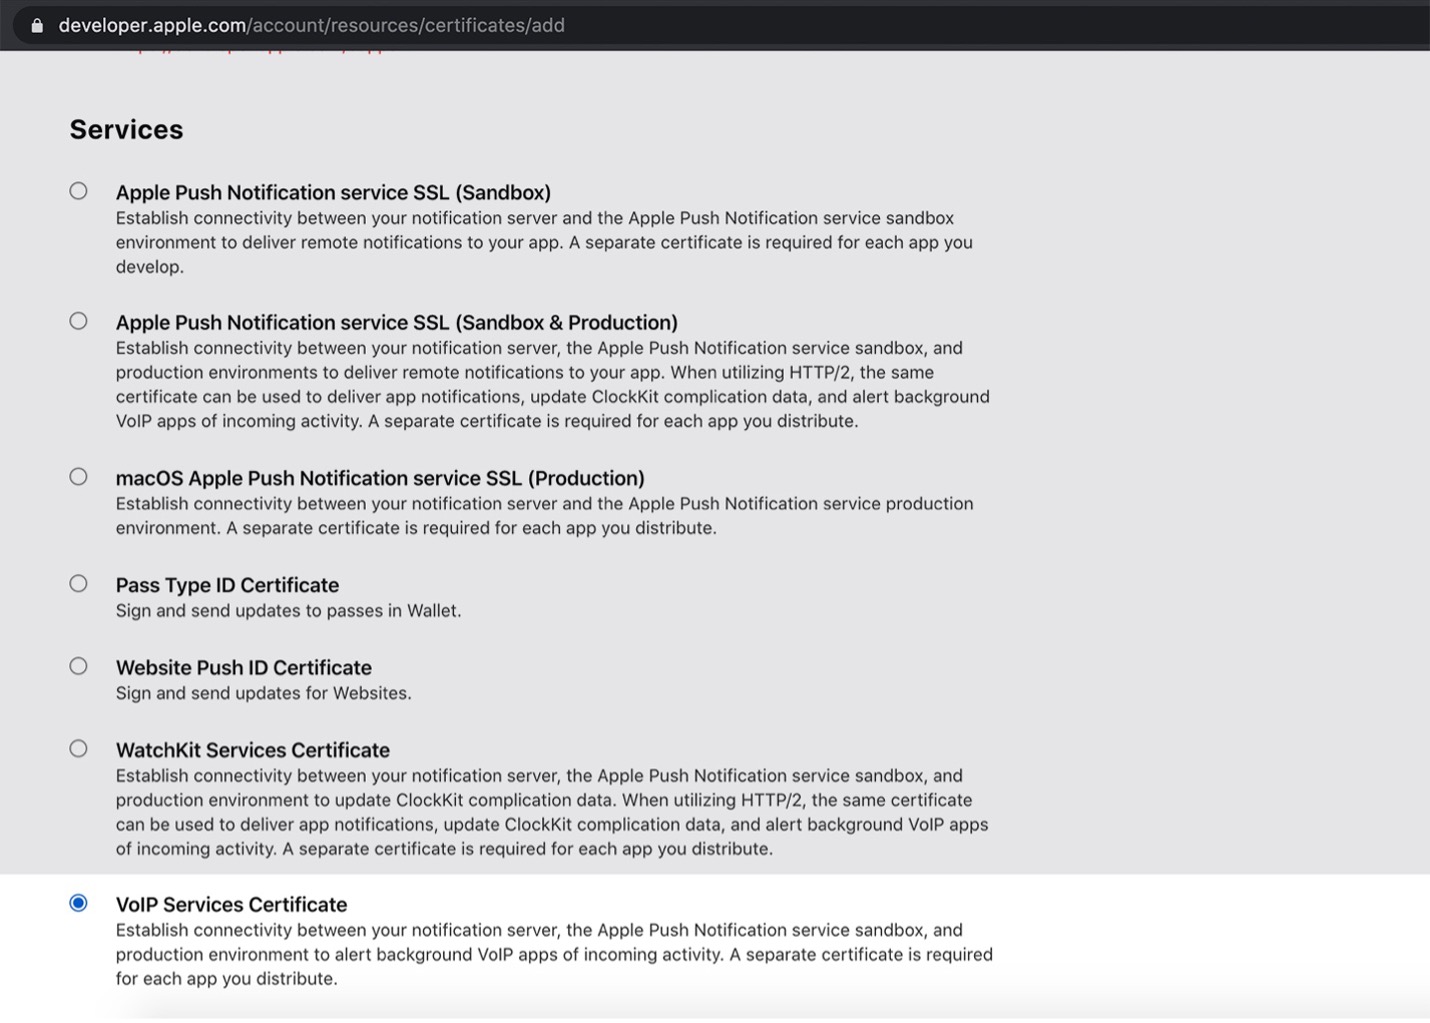 developer.apple.com/account/resources/certificates/add
Services
Apple Push Notification service SSL (Sandbox)
Establish connectivity between your notification server and the Apple Push Notification service sandbox
environment to deliver remote notifications to your app. A separate certificate is required for each app you
develop.
Apple Push Notification service SSL (Sandbox & Production)
Establish connectivity between your notification server, the Apple Push Notification service sandbox, and
production environments to deliver remote notifications to your app. When utilizing HTTP/2, the same
certificate can be used to deliver app notifications, update ClockKit complication data, and alert background
VoIP apps of incoming activity. A separate certificate is required for each app you distribute.
macOS Apple Push Notification service SSL (Production)
Establish connectivity between your notification server and the Apple Push Notification service production
environment. A separate certificate is required for each app you distribute.
Pass Type ID Certificate
Sign and send updates to passes in Wallet.
Website Push ID Certificate
Sign and send updates for Websites.
WatchKit Services Certificate
Establish connectivity between your notification server, the Apple Push Notification service sandbox, and
production environment to update ClockKit complication data. When utilizing HTTP/2, the same certificate
can be used to deliver app notifications, update ClockKit complication data, and alert background VoIP apps
of incoming activity. A separate certificate is required for each app you distribute.
VoIP Services Certificate
Establish connectivity between your notification server, the Apple Push Notification service sandbox, and
production environment to alert background VoIP apps of incoming activity. A separate certificate is required
for each app you distribute.